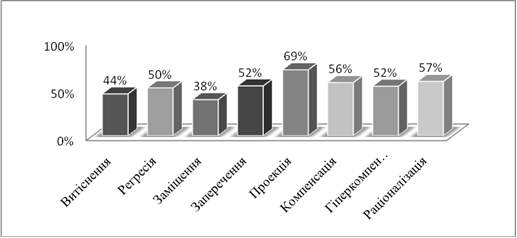 100%
50%
0%
44%
50%
38%
52%
69%
56%
52%
57%
Витіснення
Регресія
Заміщення
Заперечення
Проекція
Компенсація
Гіперкомпен..
Раціоналізація